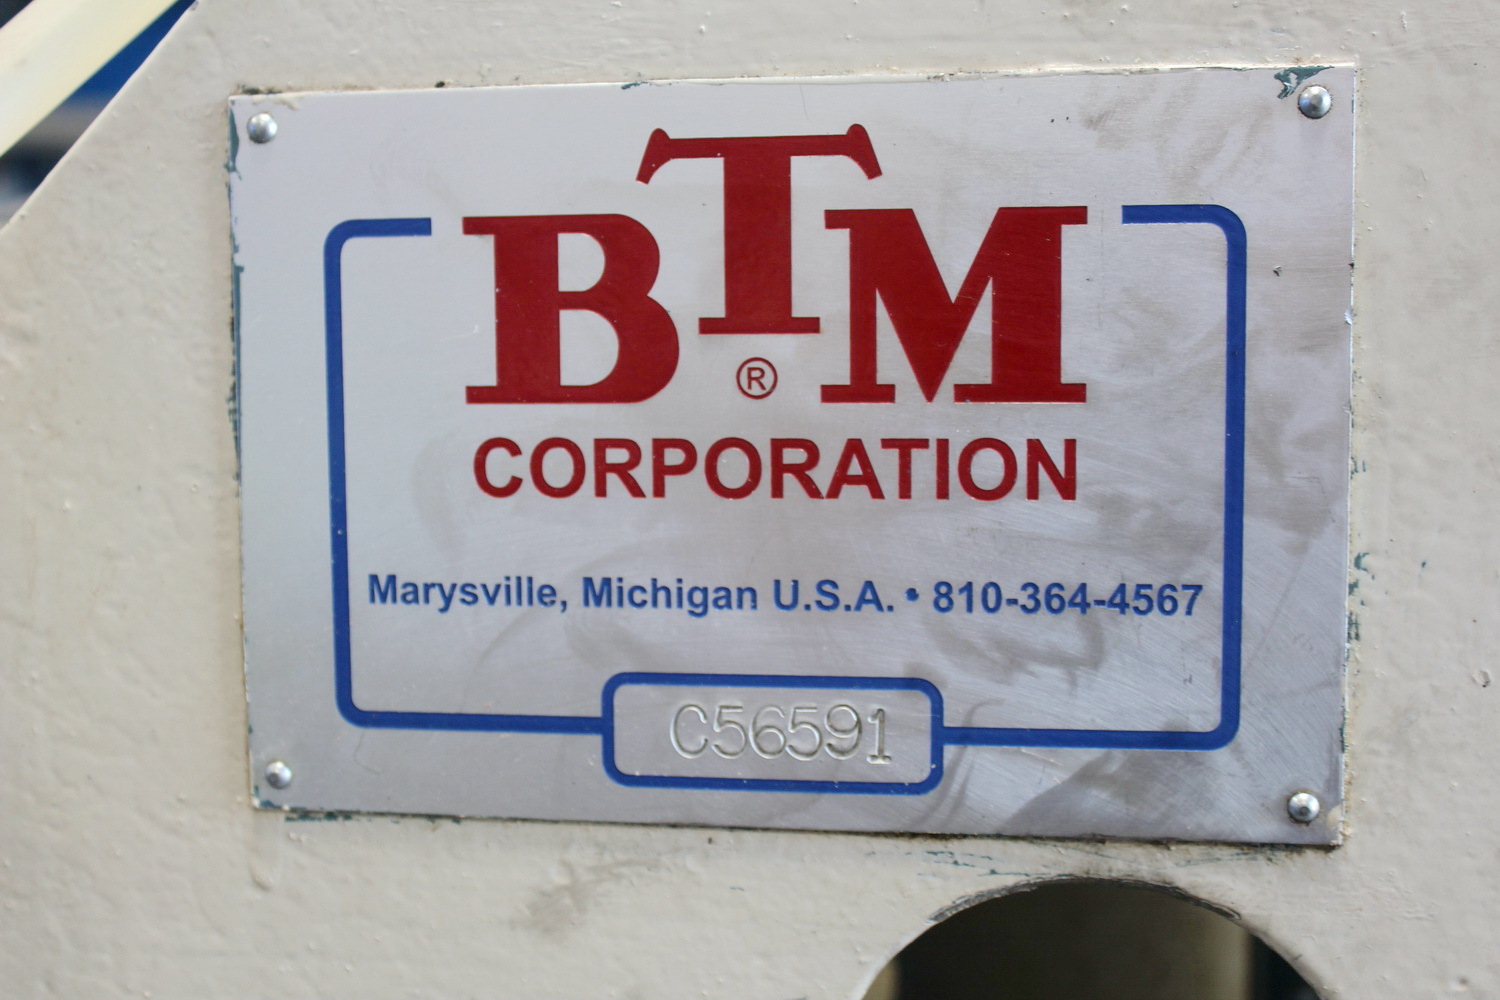 BTM
®
CORPORATION
Marysville, Michigan U.S.A. • 810-364-4567
C56591